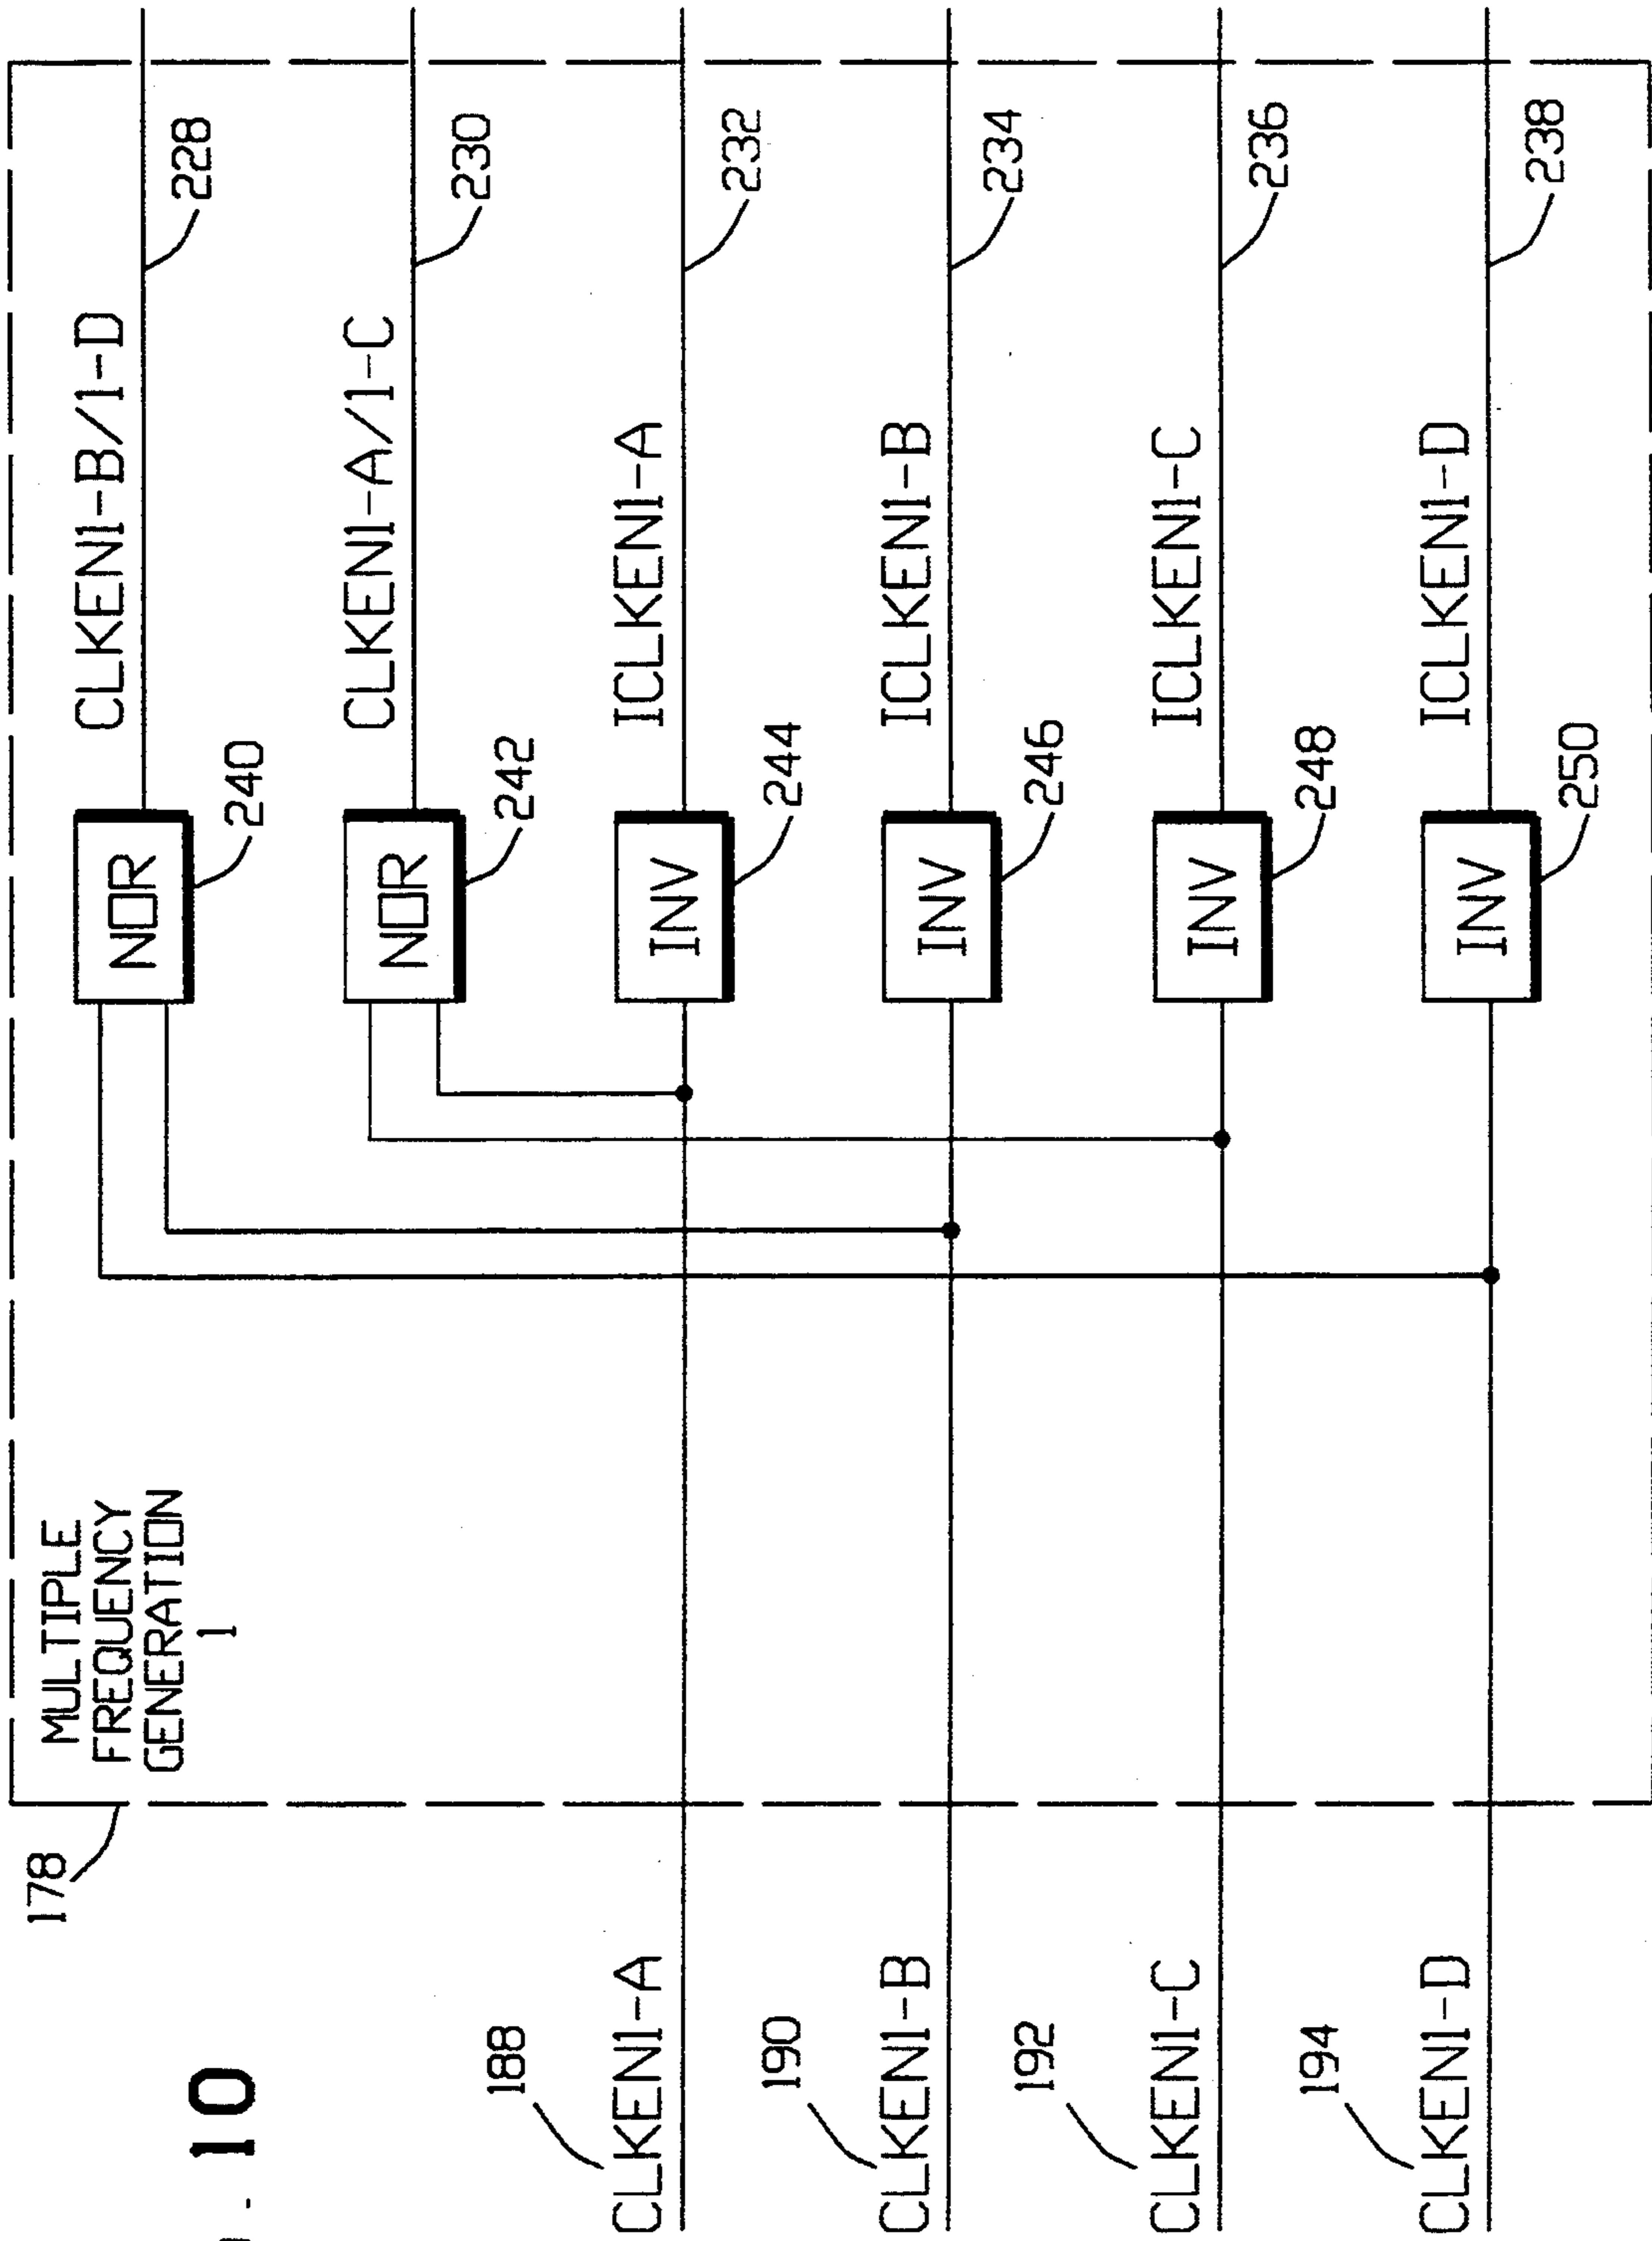 178
MULTIPLE
FREQUENCY
GENERATION
1
NOR
240
CLKEN1-B/1-D
228
NOR
242
CLKEN1-A/1-C
230
188
CLKEN1-A
INV
244
ICLKEN1-A
232
190
CLKEN1-B
INV
246
ICLKEN1-B
234
192
CLKEN1-C
INV
248
ICLKEN1-C
236
194
CLKEN1-D
INV
250
ICLKEN1-D
238
. 10